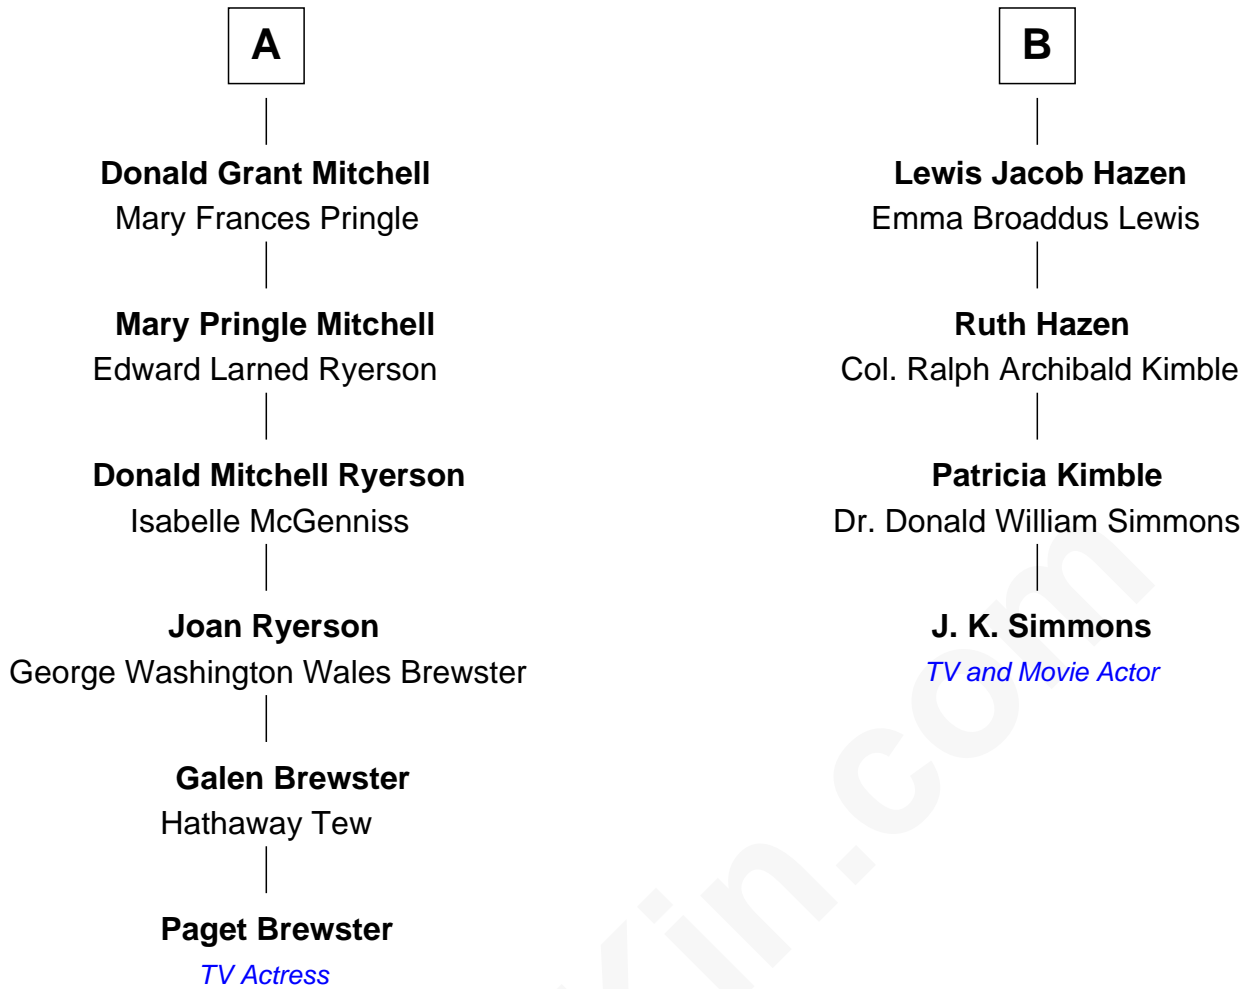 A
Donald Grant Mitchell
Mary Frances Pringle
Mary Pringle Mitchell
Edward Larned Ryerson
Donald Mitchell Ryerson
Isabelle McGenniss
Joan Ryerson
George Washington Wales Brewster
Galen Brewster
Hathaway Tew
Paget Brewster
TV Actress
B
Lewis Jacob Hazen
Emma Broaddus Lewis
Ruth Hazen
Col. Ralph Archibald Kimble
Patricia Kimble
Dr. Donald William Simmons
J. K. Simmons
TV and Movie Actor